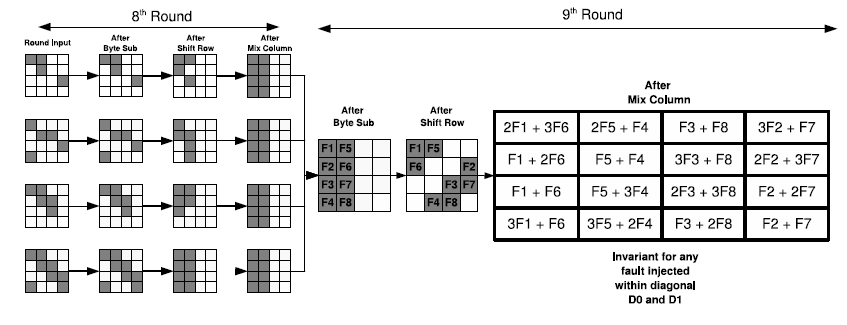 8th Round
9th Round
Round Input
After
Byte Sub
After
Shift Row
After
Mix Column
After
Byte Sub
F1 F5
F2 F6
F3 F7
F4 F8
After
Shift Row
F1 F5
F6 F2
F3 F7
F4 F8
After
Mix Column
2F1 + 3F6 2F5 + F4 F3 + F8 3F2 + F7
F1 + 2F6 F5 + F4 3F3 + F8 2F2 + 3F7
F1 + F6 F5 + 3F4 2F3 + 3F8 F2 + 2F7
3F1 + F6 3F5 + 2F4 F3 + 2F8 F2 + F7
Invariant for any
fault injected
within diagonal
D0 and D1